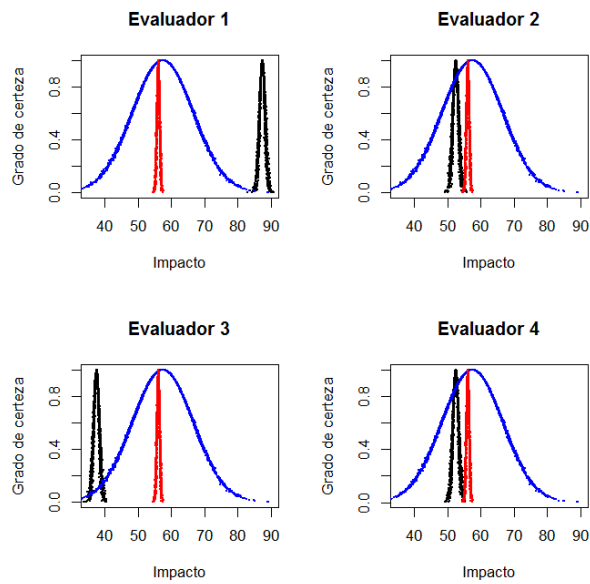 Evaluador 1
Grado de certeza
0.0 0.4 0.8
40 50 60 70 80 90
Impacto
Evaluador 2
Grado de certeza
0.0 0.4 0.8
40 50 60 70 80 90
Impacto
Evaluador 3
Grado de certeza
0.0 0.4 0.8
40 50 60 70 80 90
Impacto
Evaluador 4
Grado de certeza
0.0 0.4 0.8
40 50 60 70 80 90
Impacto